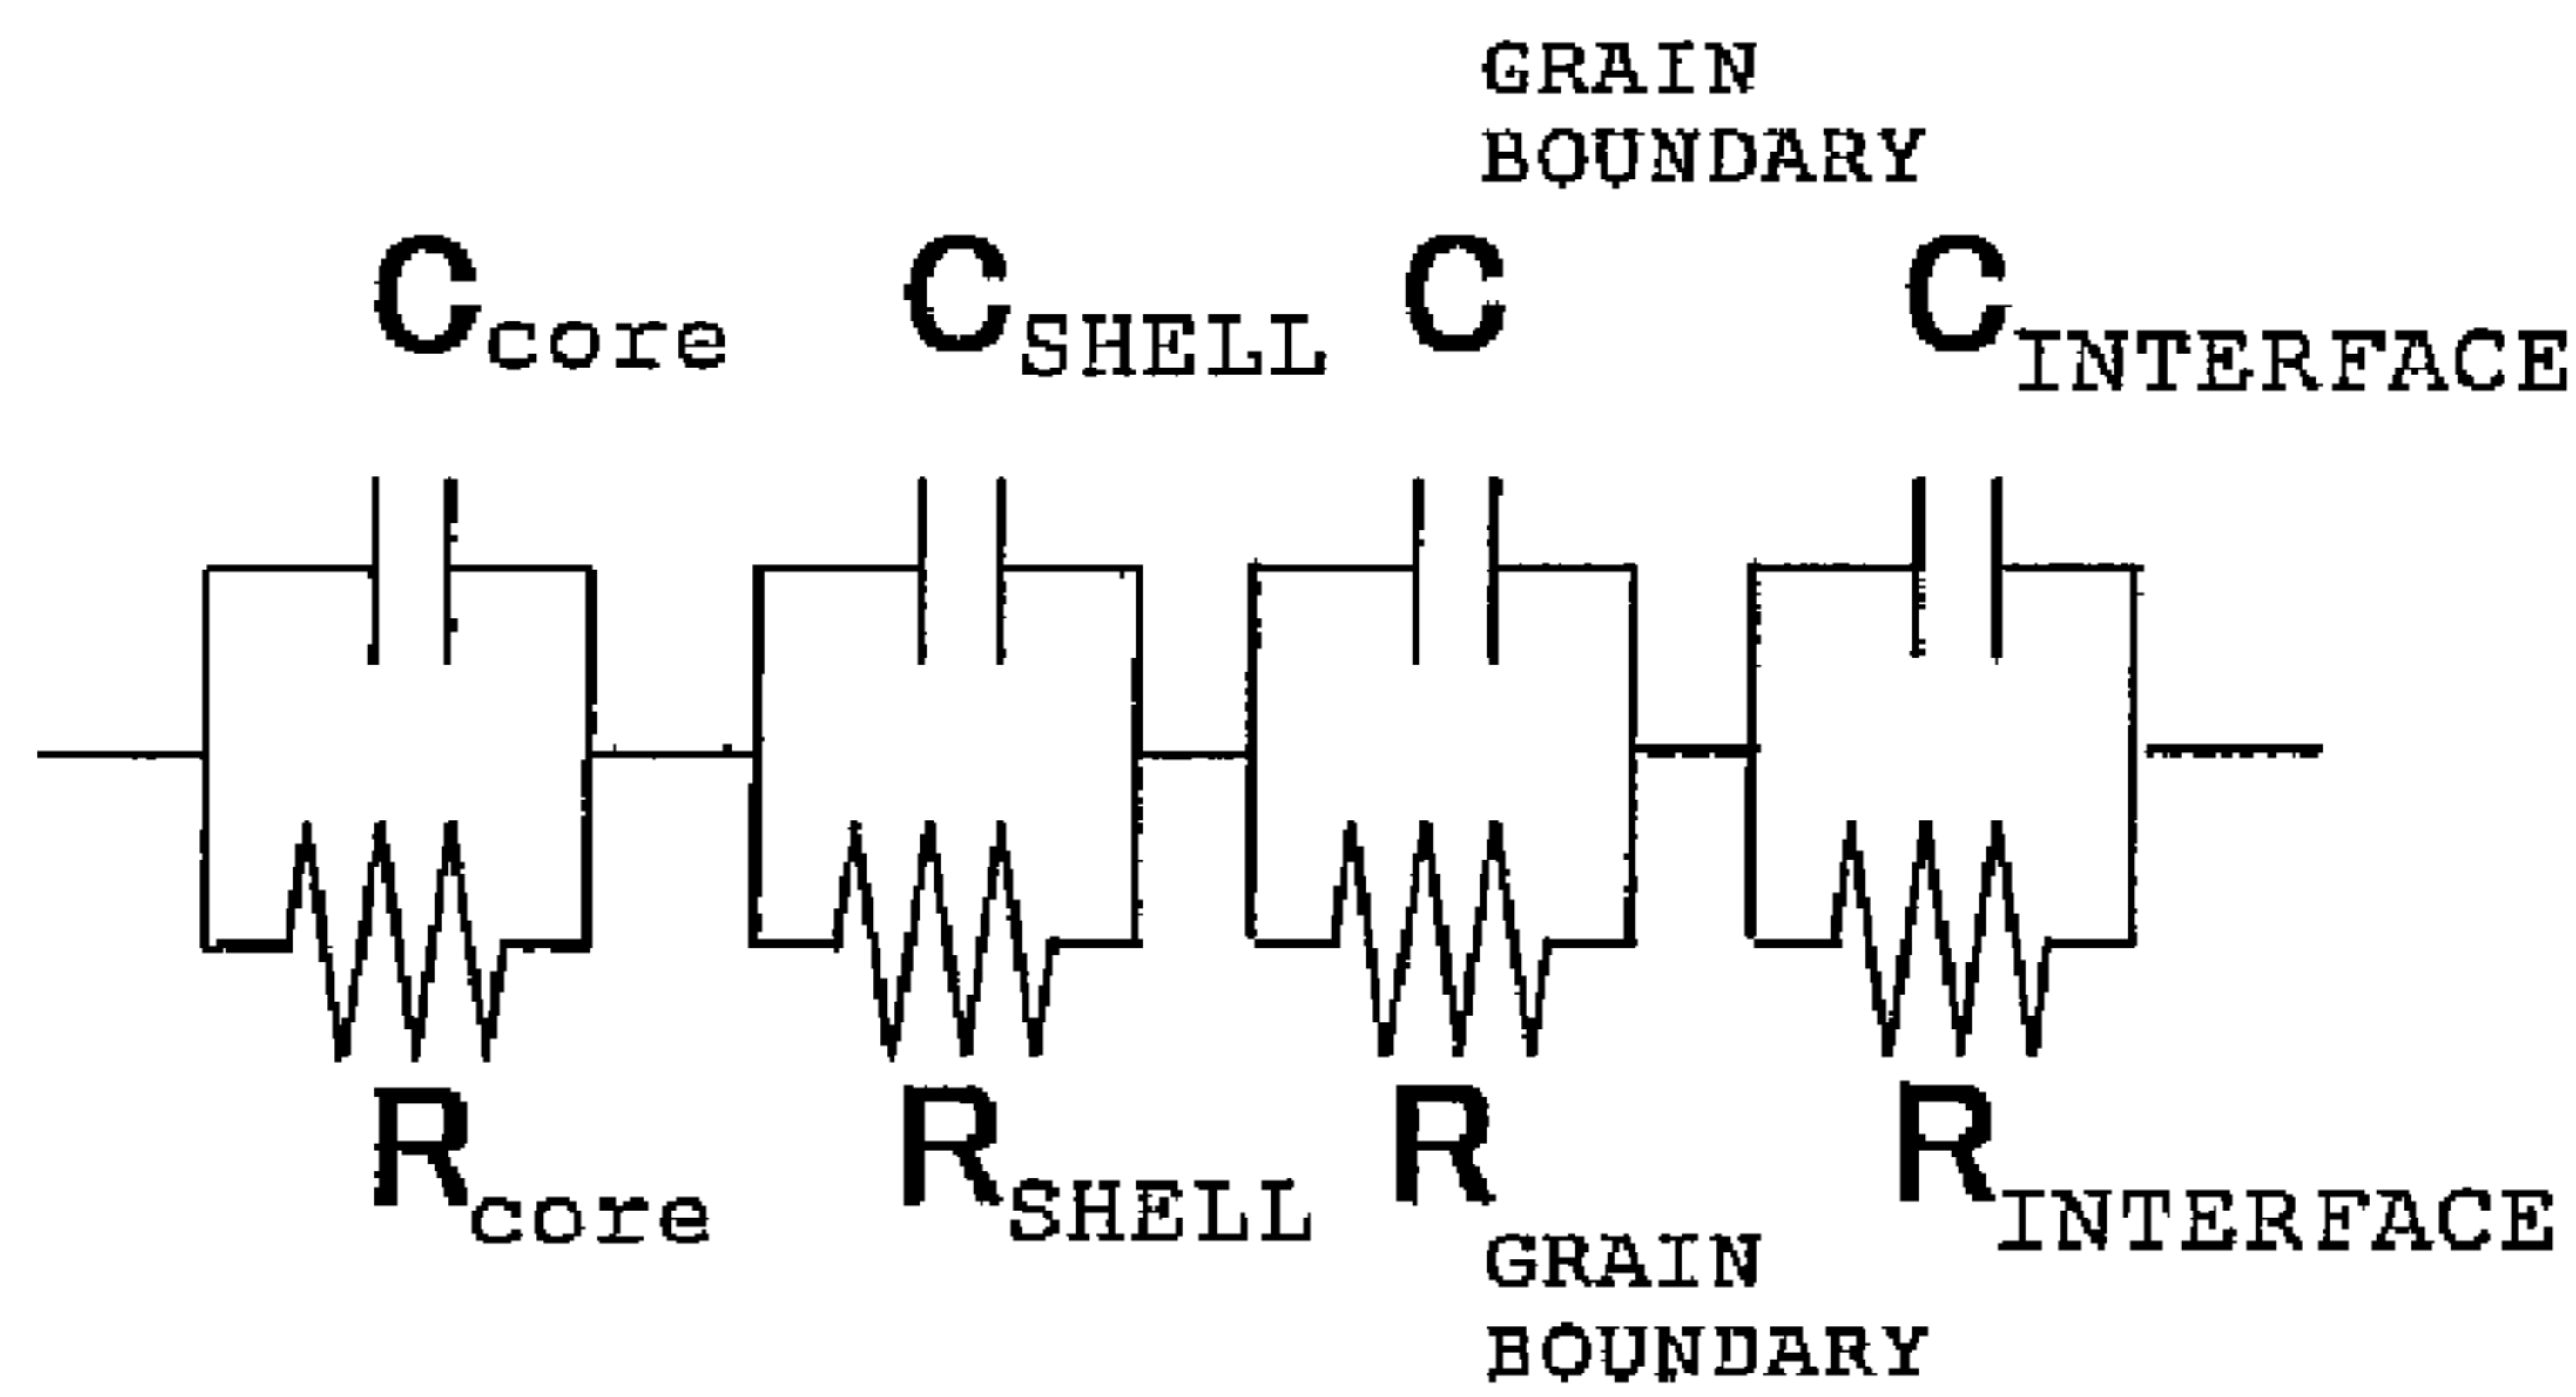 GRAIN
BOUNDARY
Ccore CSHELL C CINTERFACE
Rcore RSHELL R RINTERFACE
GRAIN
BOUNDARY